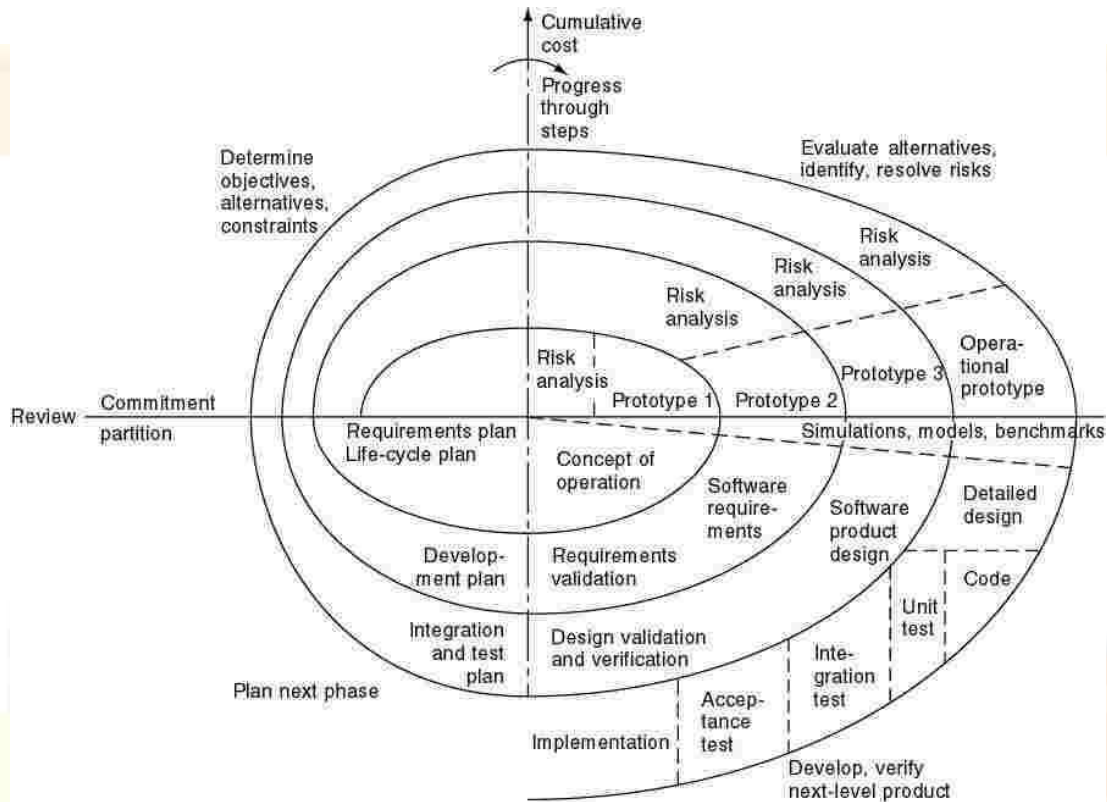 Cumulative
cost
Progress
through
steps
Determine
objectives,
alternatives,
constraints
Evaluate alternatives,
identify, resolve risks
Risk
analysis
Risk
analysis
Risk
analysis
Risk
analysis
Opera-
tional
prototype
Prototype 3
Prototype 2
Prototype 1
Review
Commitment
partition
Requirements plan
Life-cycle plan
Simulations, models, benchmarks
Concept of
operation
Software
require-
ments
Software
product
design
Detailed
design
Develop-
ment plan
Requirements
validation
Code
Unit
test
Integration
and test
plan
Design validation
and verification
Inte-
gration
test
Plan next phase
Accep-
tance
test
Implementation
Develop, verify
next-level product